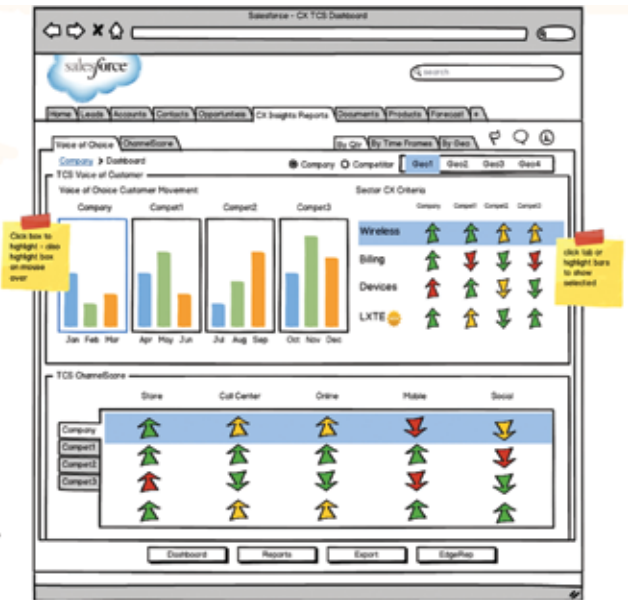 Salesforce - CX TCS Dashboard
salesforce
search
Home Leads Accounts Contacts Opportunities CX Insights Reports Documents Products Forecast +
Voice of Choice ChannelScore By Qtr By Time Frames By Geo
Company > Dashboard Company Competitor Geo1 Geo2 Geo3 Geo4
TCS Voice of Customer
Voice of Choice Customer Movement Sector CX Criteria
Company Compet1 Compet2 Compet3
Company Compet1 Compet2 Compet3
Wireless
Billing
Devices
LXTE
Jan Feb Mar Apr May Jun Jul Aug Sep Oct Nov Dec
Click box to
highlight - also
highlight box
on mouse
over
click tab or
highlight bars
to show
selected
TCS ChannelScore
Store Call Center Online Mobile Social
Company
Compet1
Compet2
Compet3
Dashboard Reports Export EdgeRep